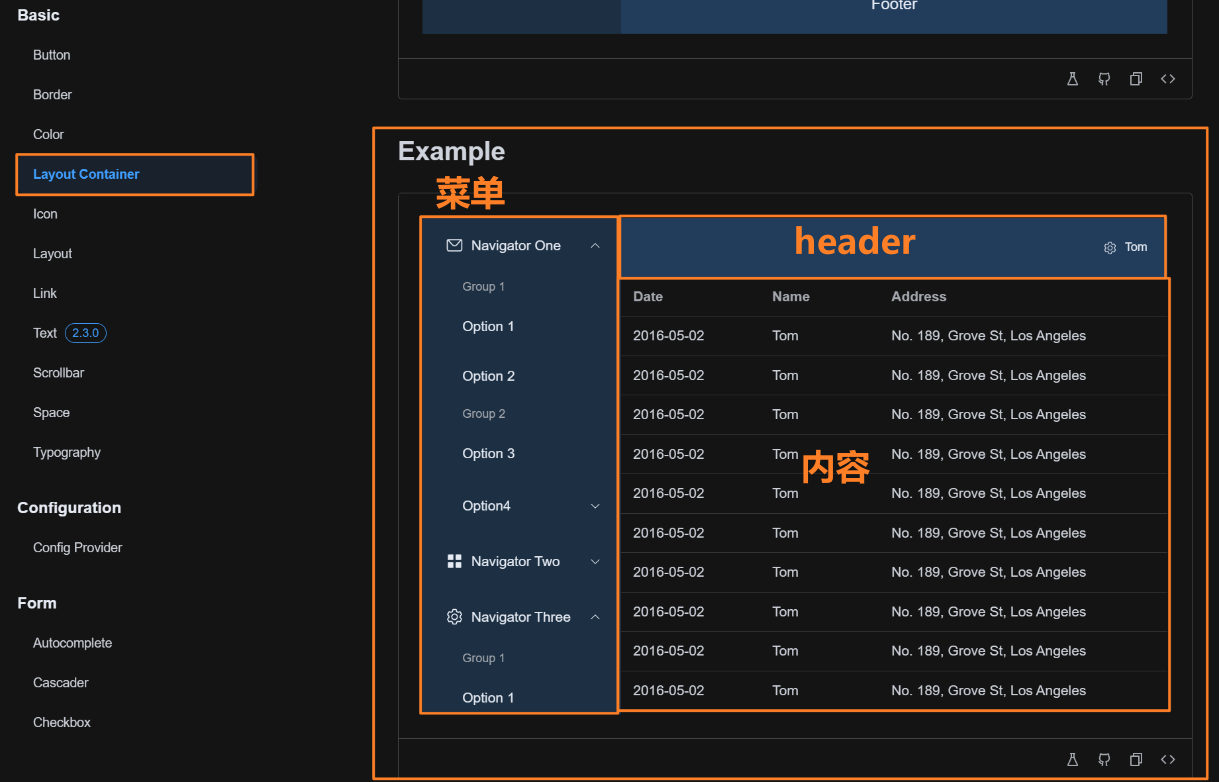 Basic
Button
Border
Color
Layout Container
Icon
Layout
Link
Text 2.3.0
Scrollbar
Space
Typography
Configuration
Config Provider
Form
Autocomplete
Cascader
Checkbox
Footer
Example
菜单
Navigator One
Group 1
Option 1
Option 2
Group 2
Option 3
Option4
Navigator Two
Navigator Three
Group 1
Option 1
header
Tom
Date Name Address
2016-05-02 Tom No. 189, Grove St, Los Angeles
2016-05-02 Tom No. 189, Grove St, Los Angeles
2016-05-02 Tom No. 189, Grove St, Los Angeles
2016-05-02 Tom No. 189, Grove St, Los Angeles
内容
2016-05-02 Tom No. 189, Grove St, Los Angeles
2016-05-02 Tom No. 189, Grove St, Los Angeles
2016-05-02 Tom No. 189, Grove St, Los Angeles
2016-05-02 Tom No. 189, Grove St, Los Angeles
2016-05-02 Tom No. 189, Grove St, Los Angeles
2016-05-02 Tom No. 189, Grove St, Los Angeles